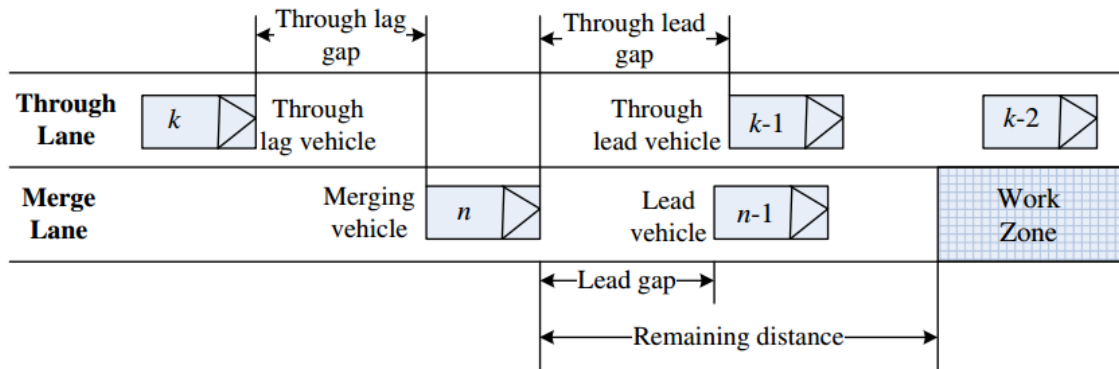 Through lag
gap
Through lead
gap
Through
Lane
k
Through
lag vehicle
Through
lead vehicle
k-1
k-2
Merge
Lane
Merging
vehicle
n
Lead
vehicle
n-1
Work
Zone
Lead gap
Remaining distance